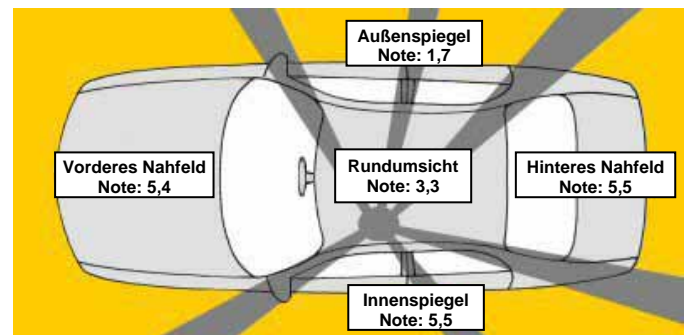 Außenspiegel
Note: 1,7
Vorderes Nahfeld
Note: 5,4
Rundumsicht
Note: 3,3
Hinteres Nahfeld
Note: 5,5
Innenspiegel
Note: 5,5